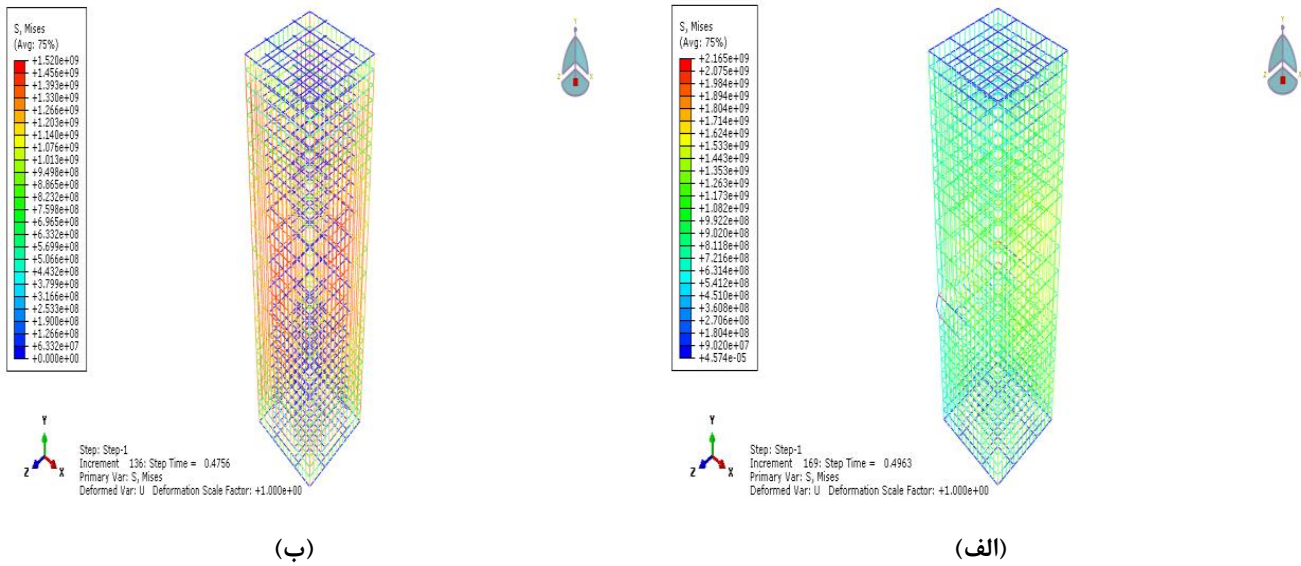 S, Mises
(Avg: 75%)
+1.520e+09
+1.456e+09
+1.393e+09
+1.330e+09
+1.266e+09
+1.203e+09
+1.140e+09
+1.076e+09
+1.013e+09
+9.498e+08
+8.865e+08
+8.232e+08
+7.598e+08
+6.965e+08
+6.332e+08
+5.699e+08
+5.066e+08
+4.432e+08
+3.799e+08
+3.166e+08
+2.533e+08
+1.900e+08
+1.266e+08
+6.332e+07
+0.000e+00
Y
Z X
Y
Z X
Step: Step-1
Increment 136: Step Time = 0.4756
Primary Var: S, Mises
Deformed Var: U Deformation Scale Factor: +1.000e+00
(ب)
S, Mises
(Avg: 75%)
+2.165e+09
+2.075e+09
+1.984e+09
+1.894e+09
+1.804e+09
+1.714e+09
+1.624e+09
+1.533e+09
+1.443e+09
+1.353e+09
+1.263e+09
+1.173e+09
+1.082e+09
+9.922e+08
+9.020e+08
+8.118e+08
+7.216e+08
+6.314e+08
+5.412e+08
+4.510e+08
+3.608e+08
+2.706e+08
+1.804e+08
+9.020e+07
+4.574e-05
Y
Z X
Y
Z X
Step: Step-1
Increment 169: Step Time = 0.4963
Primary Var: S, Mises
Deformed Var: U Deformation Scale Factor: +1.000e+00
(الف)